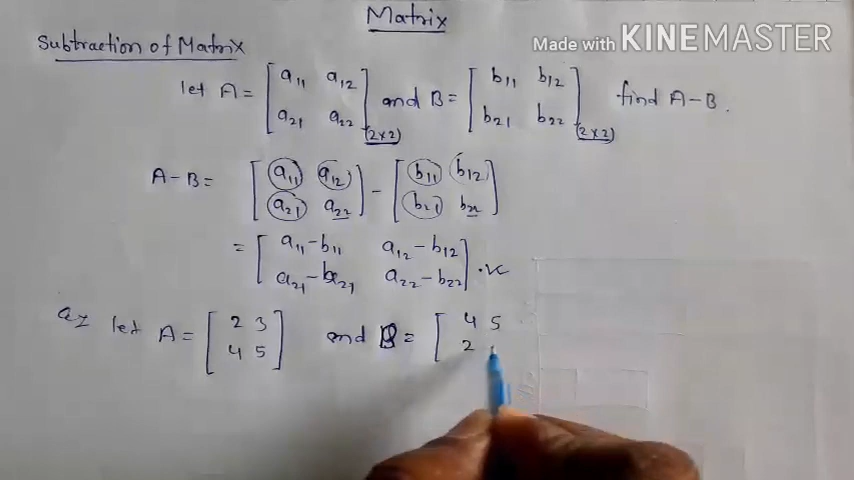 Matrix
Made with KINEMASTER
Subtraction of Matrix
let A = [a11 a12 a21 a22](2×2) and B = [b11 b12 b21 b22](2×2) find A-B.
A-B = [a11 a12 a21 a22] - [b11 b12 b21 b22]
= [a11-b11 a12-b12 a21-b21 a22-b22].
let A = [2 3 4 5] and B = [4 5 2